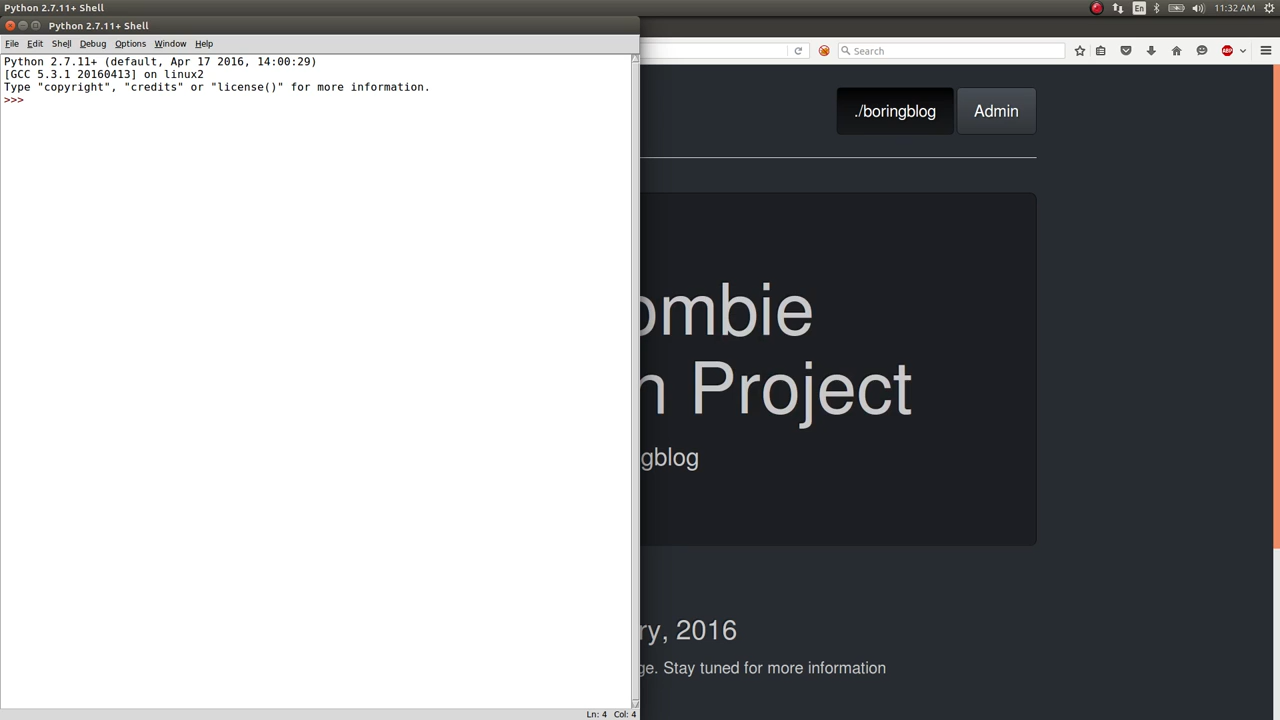 Python 2.7.11+ Shell
En
11:32 AM
Python 2.7.11+ Shell
File Edit Shell Debug Options Window Help
Python 2.7.11+ (default, Apr 17 2016, 14:00:29)
[GCC 5.3.1 20160413] on linux2
Type "copyright", "credits" or "license()" for more information.
>>>
Ln: 4 Col: 4
Search
ABP
./boringblog
Admin
ombie
n Project
gblog
ry, 2016
ge. Stay tuned for more information